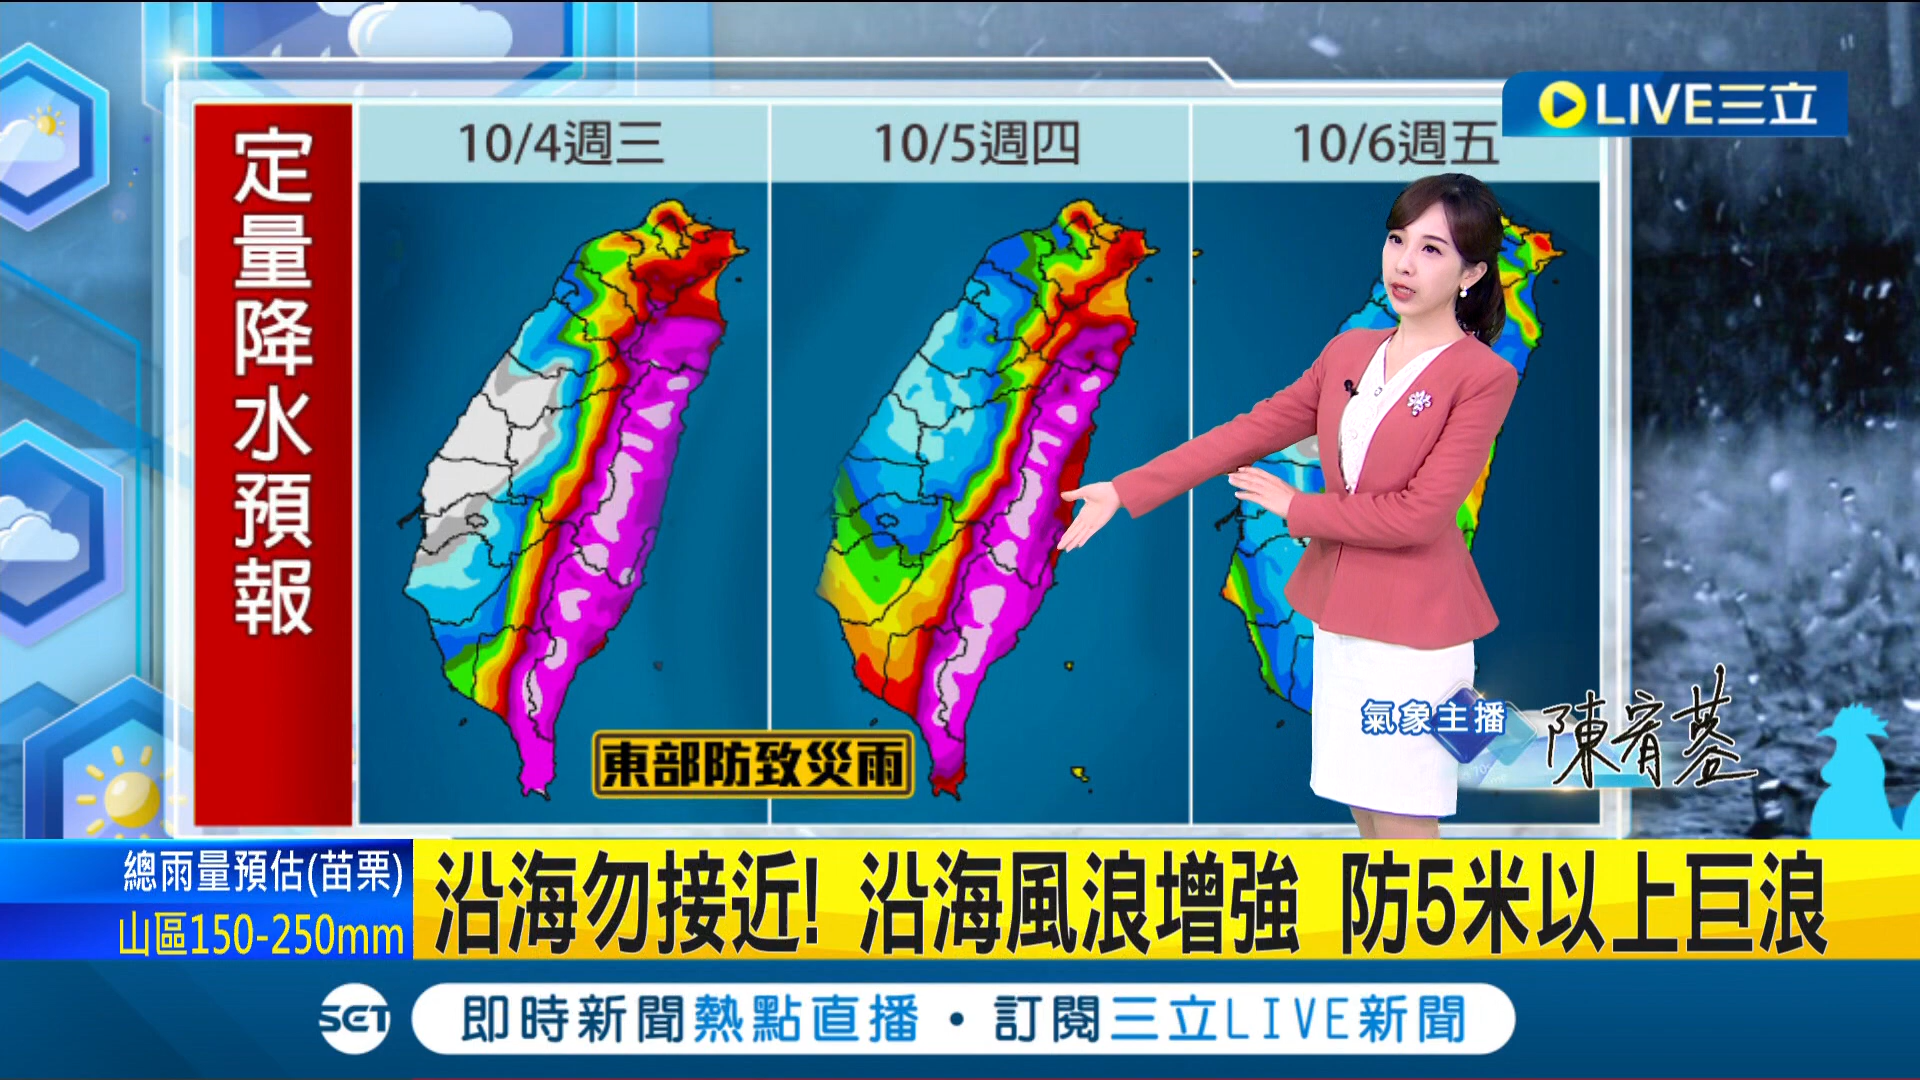 LIVE三立
定量降水預報
10/4週三
10/5週四
10/6週五
東部防致災雨
氣象主播
陳宥蓉
總雨量預估(苗栗)
山區150-250mm
沿海勿接近! 沿海風浪增強 防5米以上巨浪
SET
即時新聞熱點直播・訂閱三立LIVE新聞